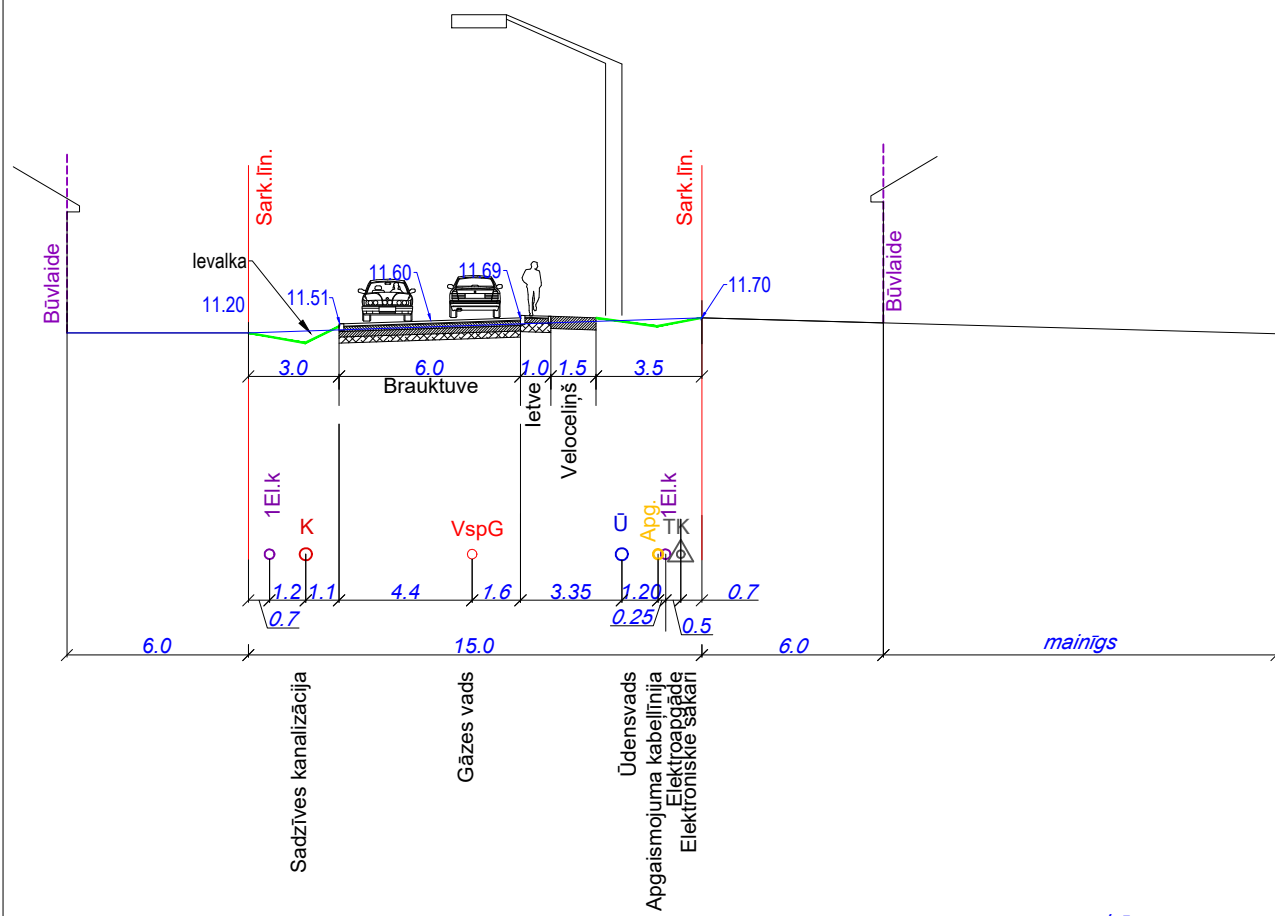 Sark.līn.
Sark.līn.
Būvlaide
Būvlaide
Ievalka
11.20
11.51
11.60
11.69
11.70
3.0
6.0
1.0
1.5
3.5
Brauktuve
Ietve
Veloceliņš
1El.k
K
VspG
Ū
Apg.
1El.k
TK
1.2
1.1
4.4
1.6
3.35
1.20
0.7
0.7
0.25
0.5
6.0
15.0
6.0
mainīgs
Sadzīves kanalizācija
Gāzes vads
Ūdensvads
Apgaismojuma kabeļlīnija
Elektroapgāde
Elektroniskie sakari